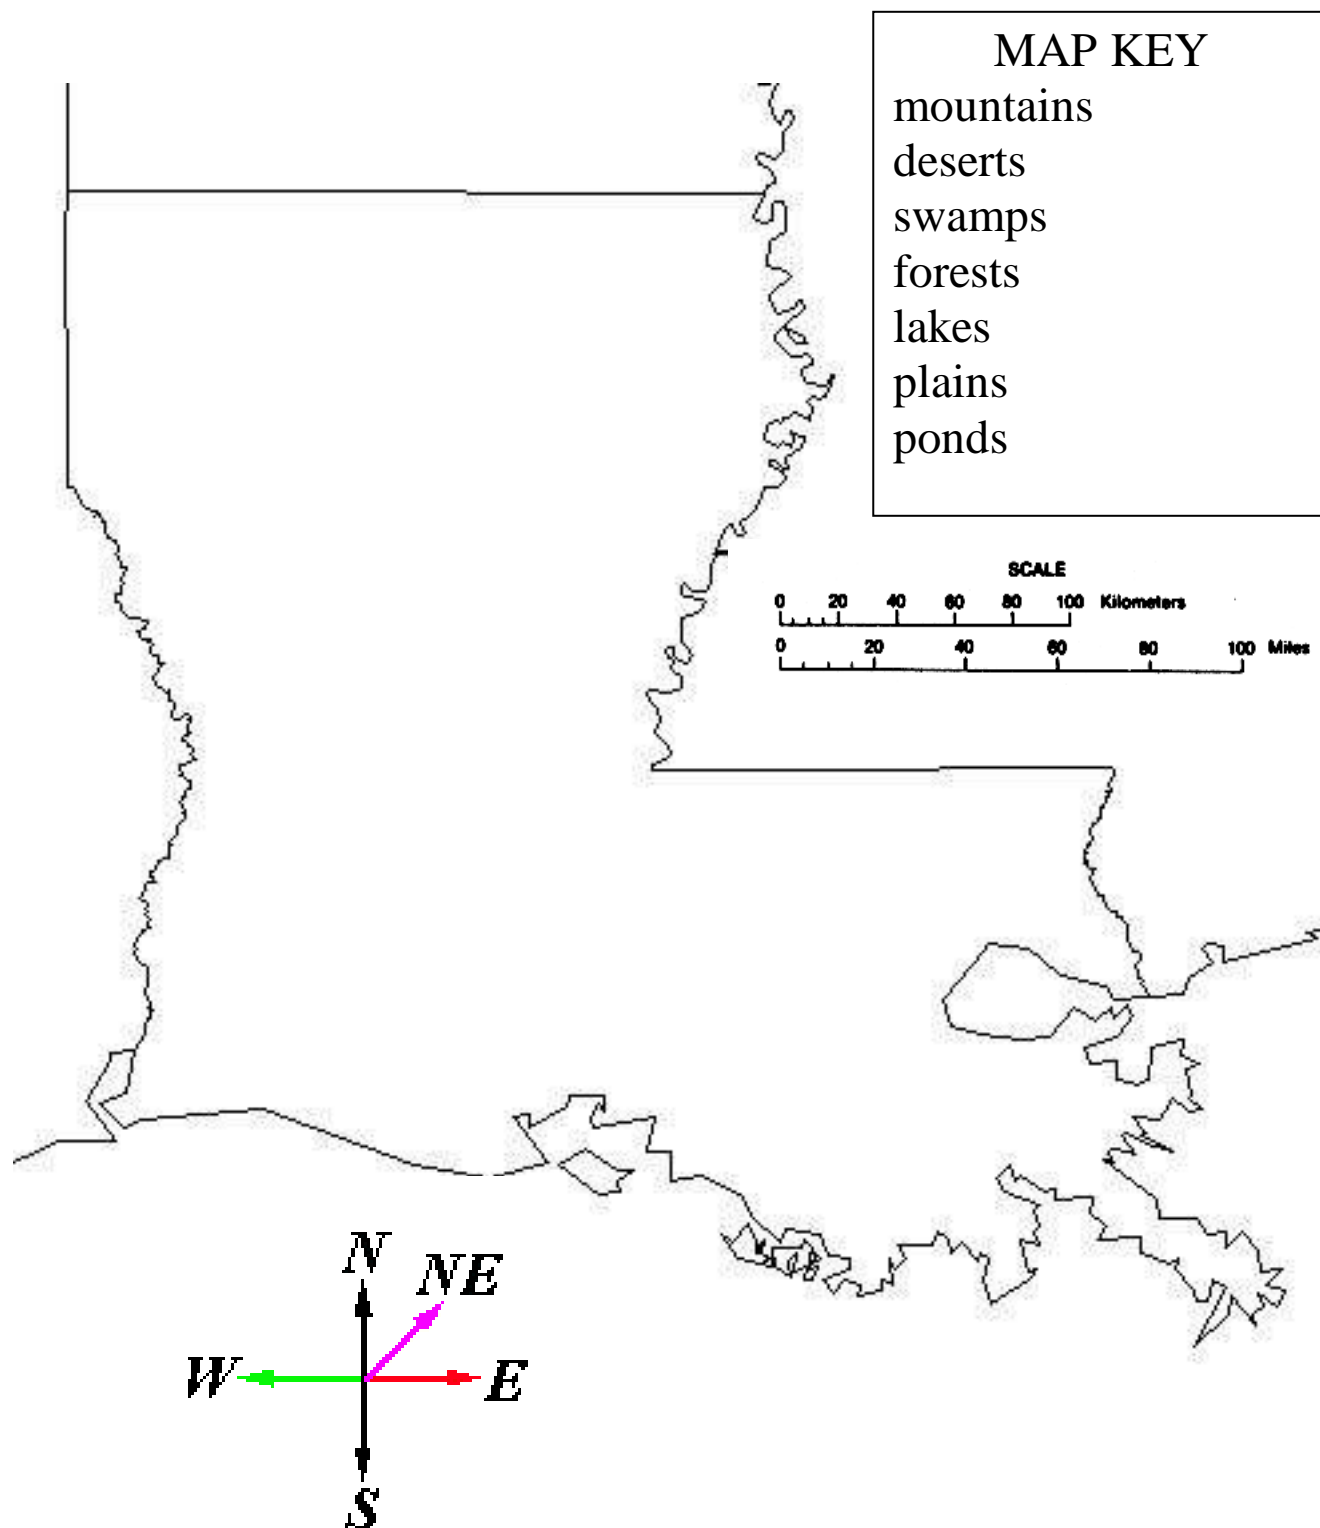 MAP KEY
mountains
deserts
swamps
forests
lakes
plains
ponds
SCALE
0 20 40 60 80 100 Kilometers
0 20 40 60 80 100 Miles
N
NE
W
E
S